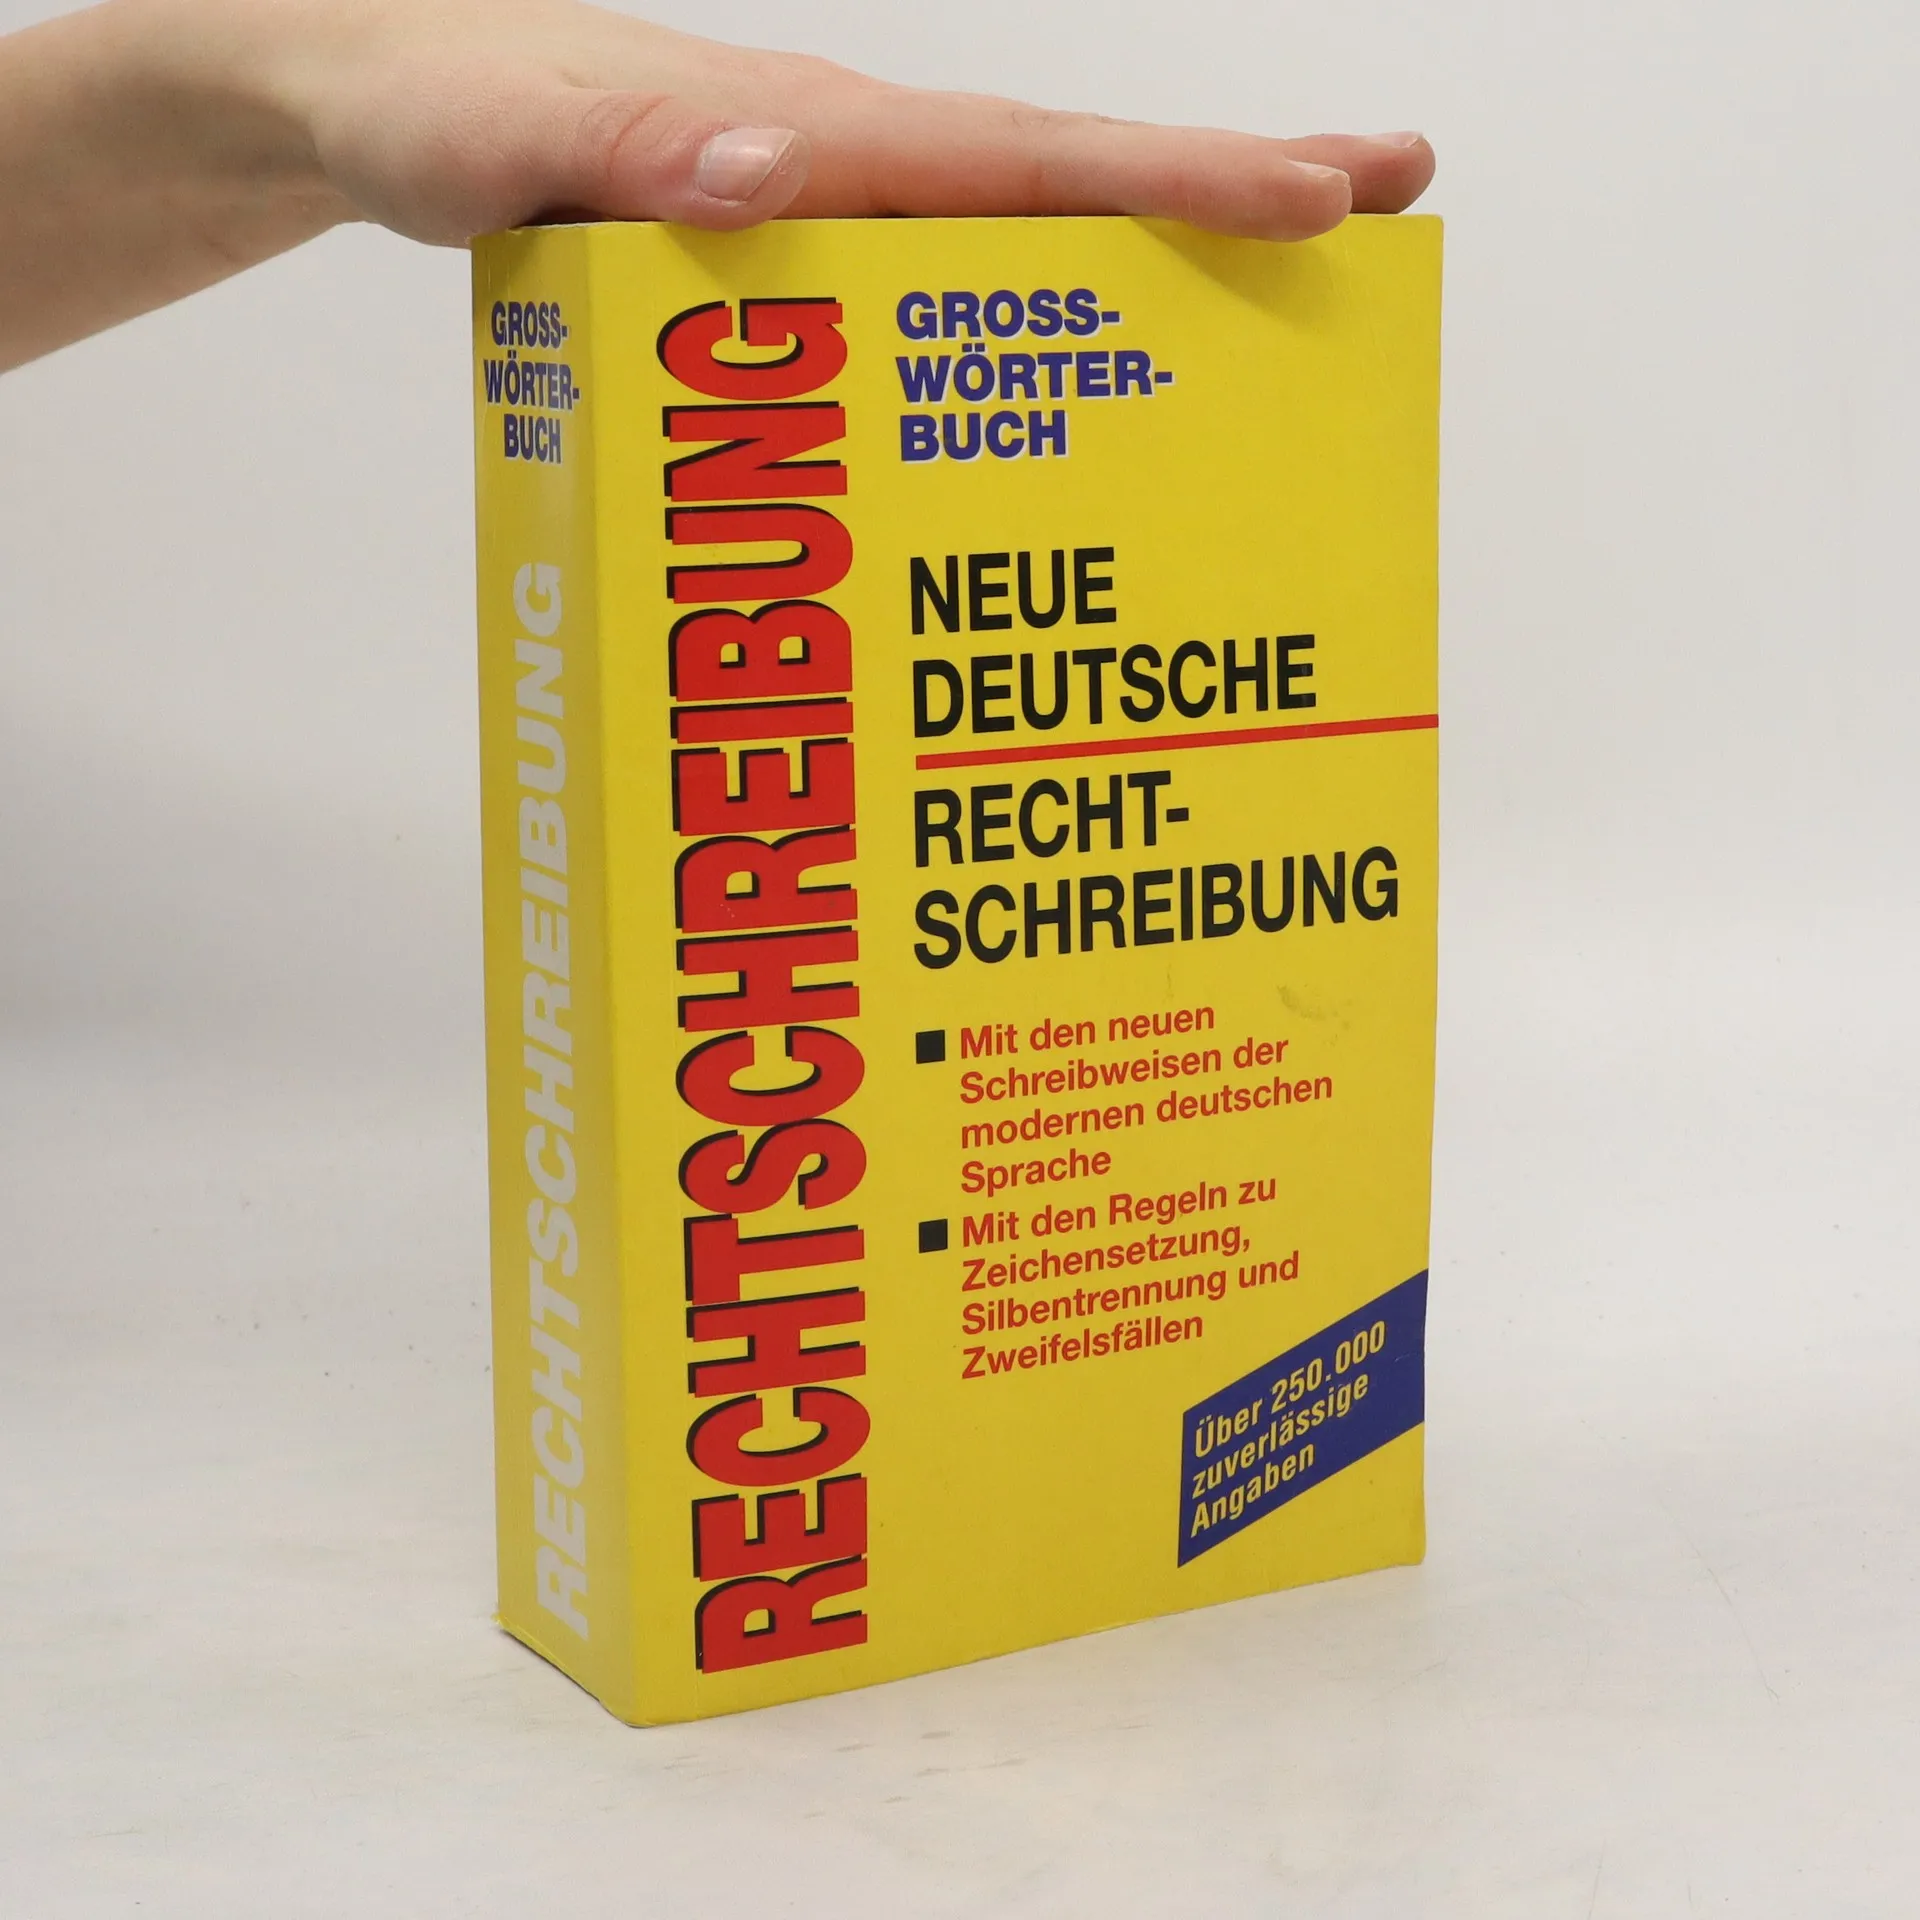 GROSS-
WÖRTER-
BUCH
RECHTSCHREIBUNG
RECHTSCHREIBUNG
GROSS-
WÖRTER-
BUCH
NEUE
DEUTSCHE
RECHT-
SCHREIBUNG
Mit den neuen
Schreibweisen der
modernen deutschen
Sprache
Mit den Regeln zu
Zeichensetzung,
Silbentrennung und
Zweifelsfällen
Über 250.000
zuverlässige
Angaben